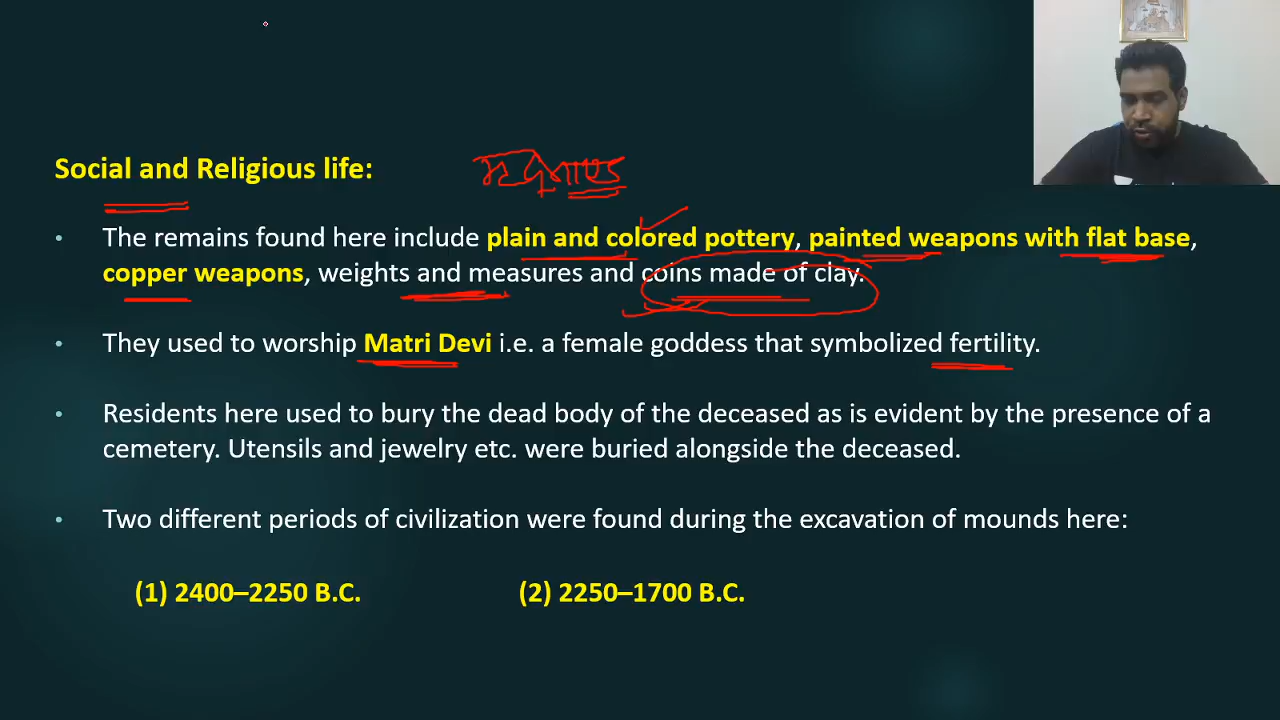 Social and Religious life:
• The remains found here include plain and colored pottery, painted weapons with flat base,
copper weapons, weights and measures and coins made of clay.
• They used to worship Matri Devi i.e. a female goddess that symbolized fertility.
• Residents here used to bury the dead body of the deceased as is evident by the presence of a
cemetery. Utensils and jewelry etc. were buried alongside the deceased.
• Two different periods of civilization were found during the excavation of mounds here:
(1) 2400–2250 B.C. (2) 2250–1700 B.C.